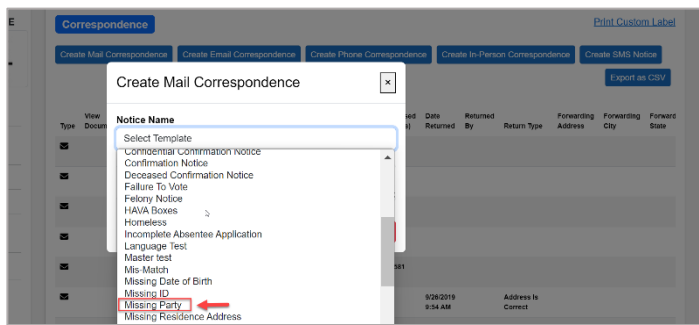 E
Correspondence
Print Custom Label
Create Mail Correspondence
Create Email Correspondence
Create Phone Correspondence
Create In-Person Correspondence
Create SMS Notice
Export as CSV
Create Mail Correspondence
x
Notice Name
Select Template
Type
View
Docum
Date
Returned
Returned
By
Return Type
Forwarding
Address
Forwarding
City
Forward
State
Confidential Confirmation Notice
Confirmation Notice
Deceased Confirmation Notice
Failure To Vote
Felony Notice
HAVA Boxes
Homeless
Incomplete Absentee Application
Language Test
Master test
Mis-Match
Missing Date of Birth
Missing ID
Missing Party
Missing Residence Address
9/26/2019
9:54 AM
Address Is
Correct